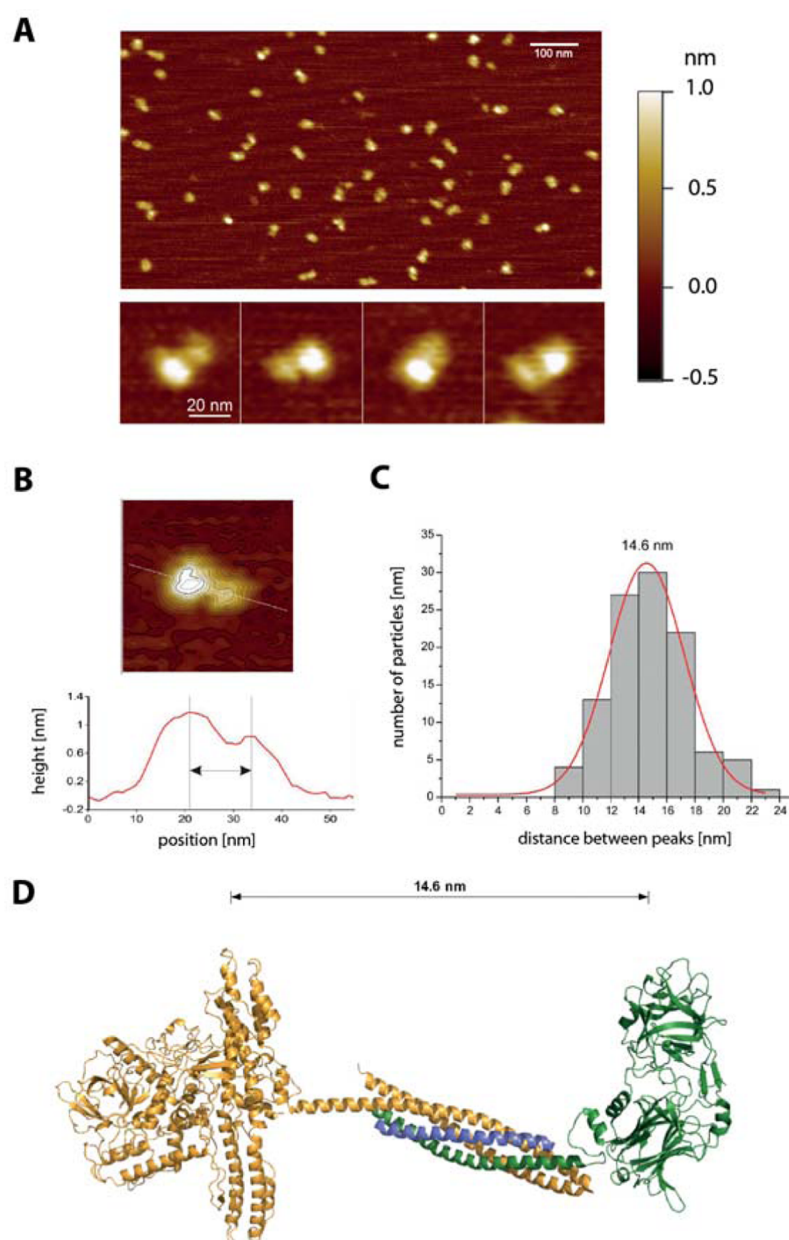 A
100 nm
nm
1.0
0.5
0.0
-0.5
20 nm
B
1.4
1
0.6
0.2
-0.2
height [nm]
0 10 20 30 40 50
position [nm]
C
14.6 nm
35
30
25
20
15
10
5
0
number of particles [nm]
0 2 4 6 8 10 12 14 16 18 20 22 24
distance between peaks [nm]
D
14.6 nm